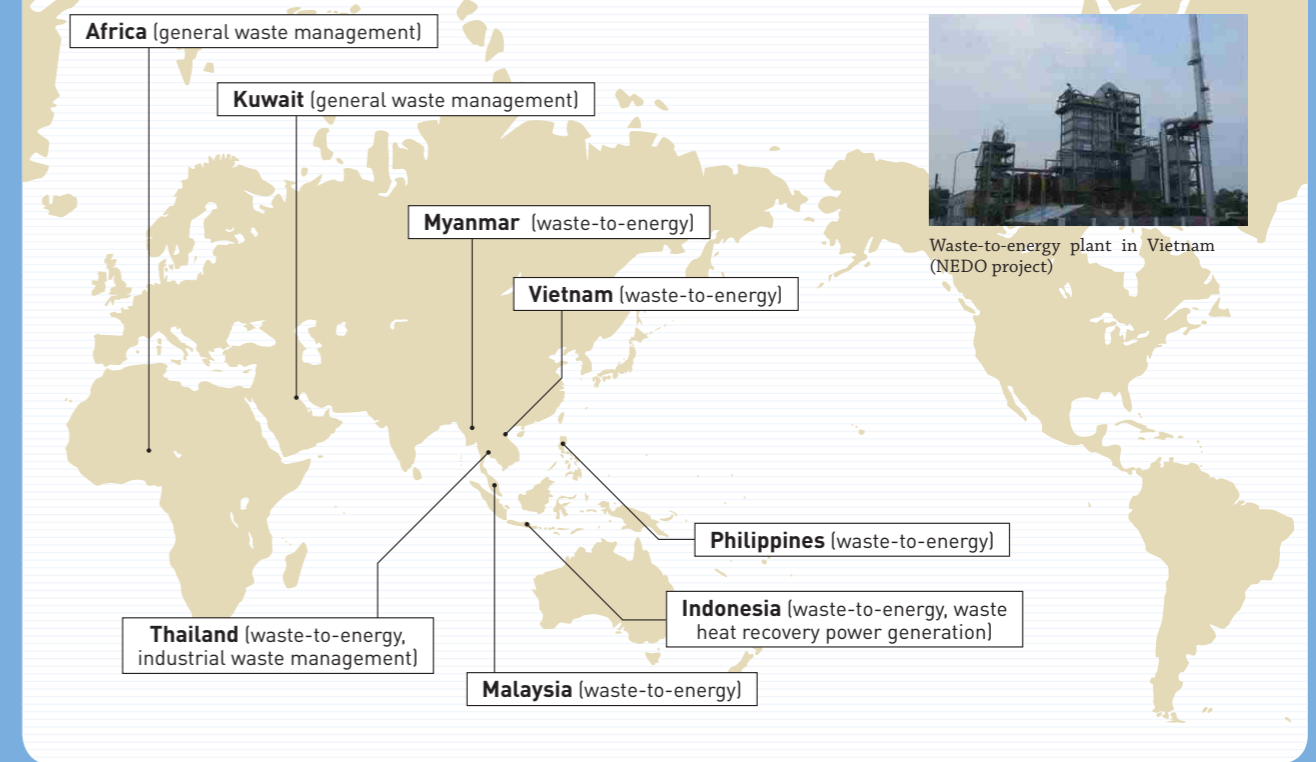 Africa (general waste management)
Kuwait (general waste management)
Myanmar (waste-to-energy)
Vietnam (waste-to-energy)
Waste-to-energy plant in Vietnam
(NEDO project)
Philippines (waste-to-energy)
Indonesia (waste-to-energy, waste
heat recovery power generation)
Thailand (waste-to-energy,
industrial waste management)
Malaysia (waste-to-energy)